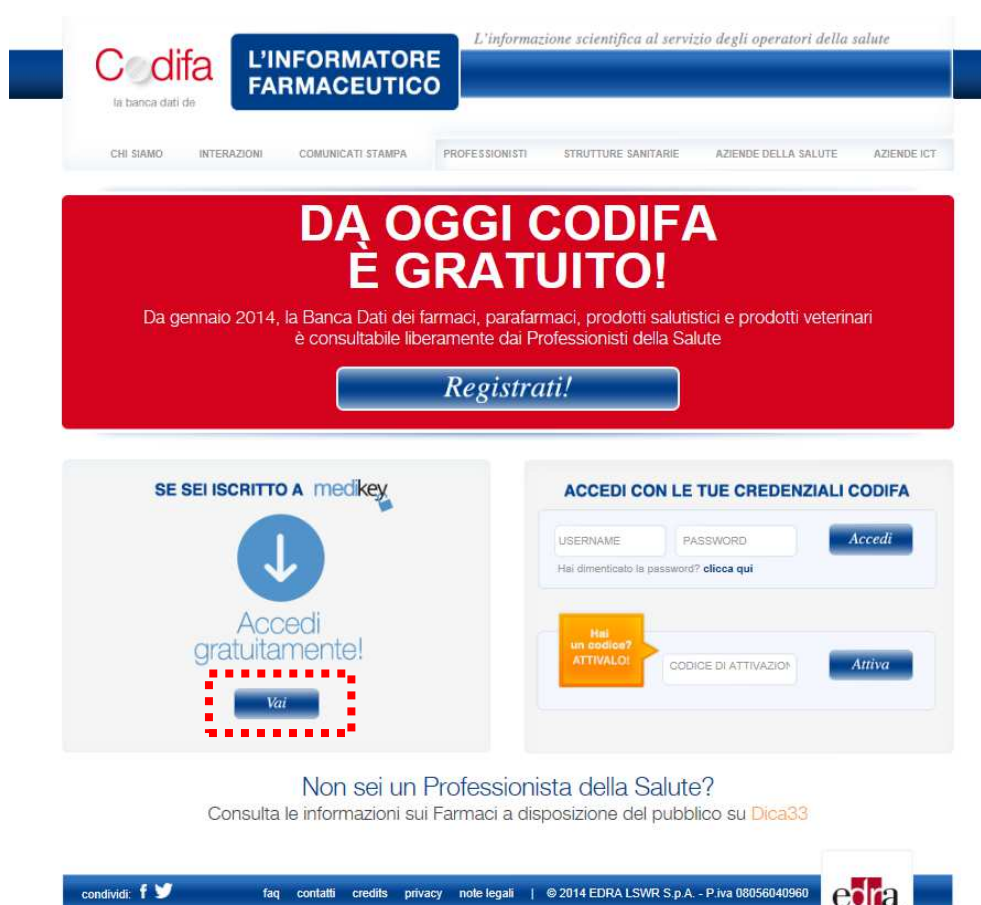 L'informazione scientifica al servizio degli operatori della salute
Codifa
la banca dati de
L'INFORMATORE
FARMACEUTICO
CHI SIAMO INTERAZIONI COMUNICATI STAMPA PROFESSIONISTI STRUTTURE SANITARIE AZIENDE DELLA SALUTE AZIENDE ICT
DA OGGI CODIFA
È GRATUITO!
Da gennaio 2014, la Banca Dati dei farmaci, parafarmaci, prodotti salutistici e prodotti veterinari
è consultabile liberamente dai Professionisti della Salute
Registrati!
SE SEI ISCRITTO A medikey
Accedi
gratuitamente!
Vai
ACCEDI CON LE TUE CREDENZIALI CODIFA
USERNAME PASSWORD Accedi
Hai dimenticato la password? clicca qui
Hai
un codice?
ATTIVALO!
CODICE DI ATTIVAZION Attiva
Non sei un Professionista della Salute?
Consulta le informazioni sui Farmaci a disposizione del pubblico su Dica33
condividi: faq contatti credits privacy note legali | © 2014 EDRA LSWR S.p.A. - P.iva 08056040960
edra